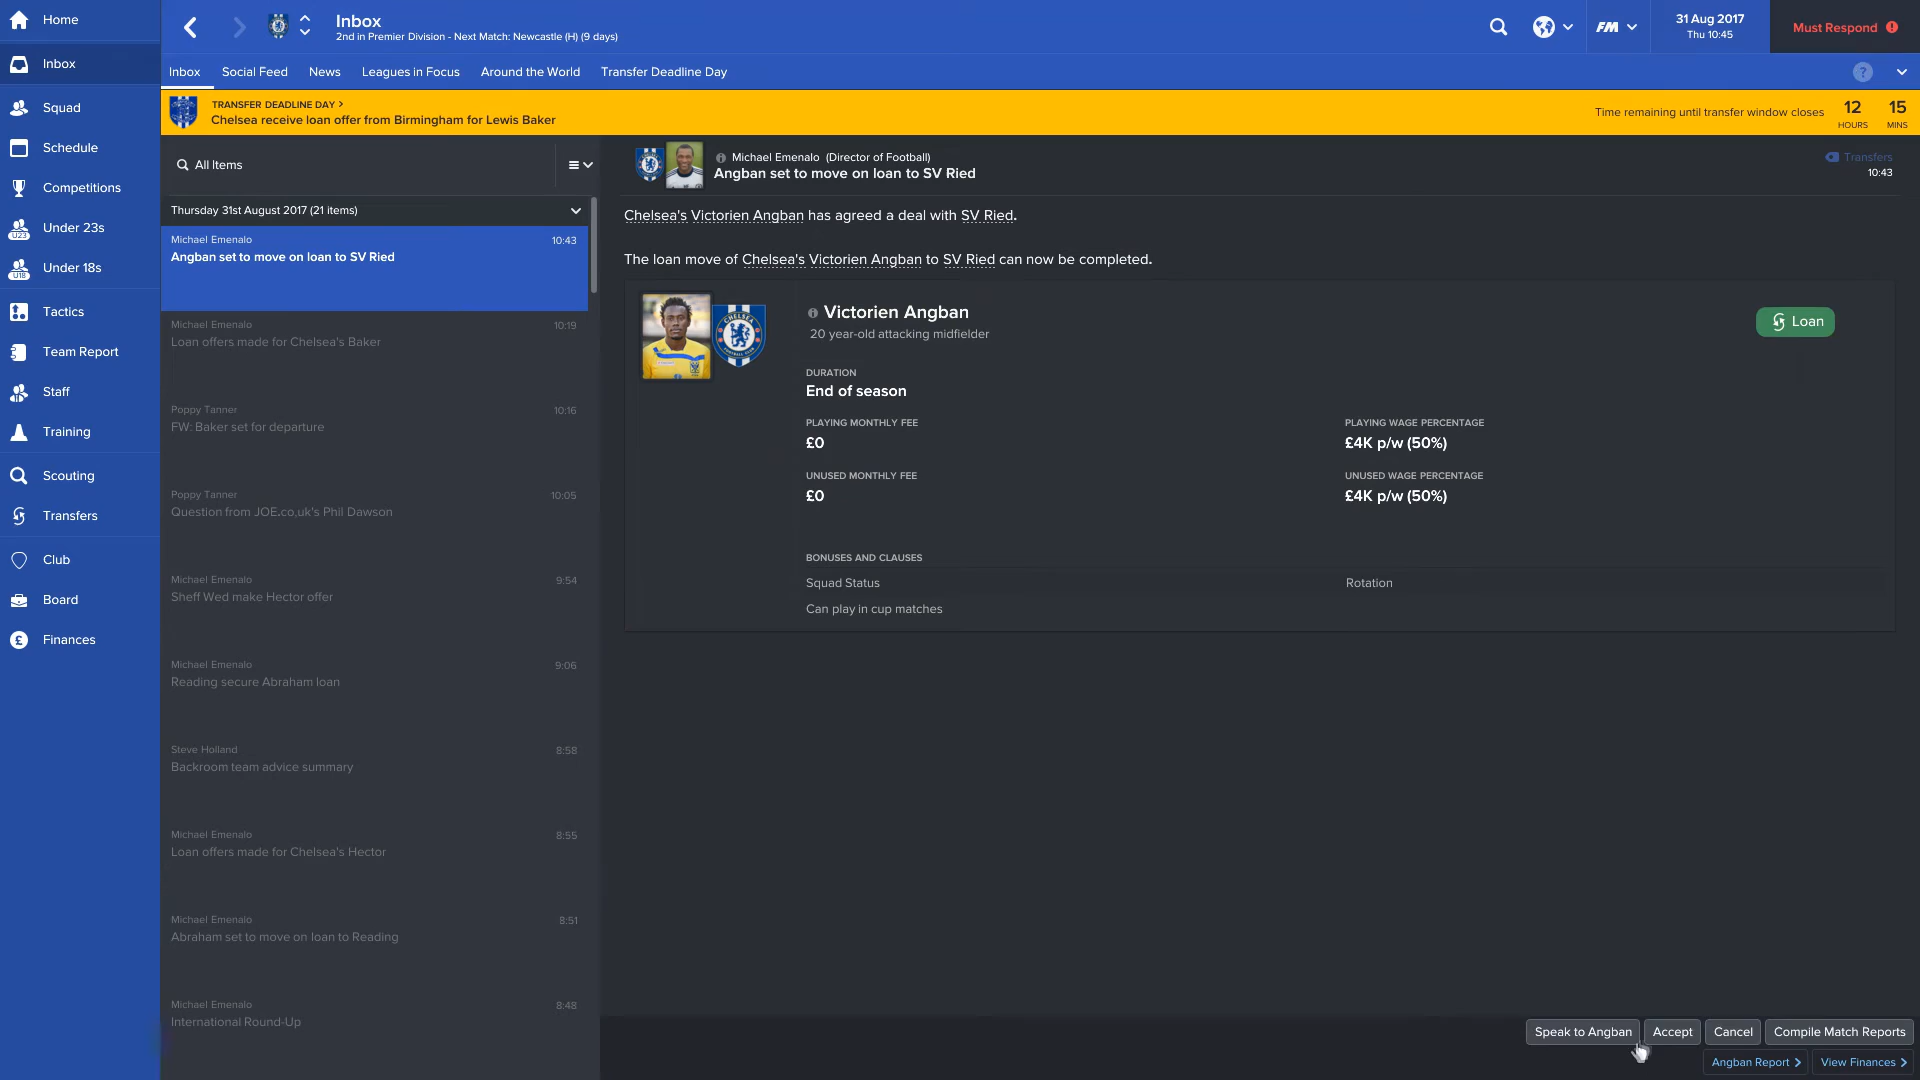 Home
Inbox
Squad
Schedule
Competitions
Under 23s
Under 18s
Tactics
Team Report
Staff
Training
Scouting
Transfers
Club
Board
Finances
Inbox
2nd in Premier Division - Next Match: Newcastle (H) (9 days)
FM
31 Aug 2017
Thu 10:45
Must Respond
Inbox Social Feed News Leagues in Focus Around the World Transfer Deadline Day
?
TRANSFER DEADLINE DAY >
Chelsea receive loan offer from Birmingham for Lewis Baker
Time remaining until transfer window closes
12 HOURS
15 MINS
All Items
Thursday 31st August 2017 (21 items)
Michael Emenalo 10:43
Angban set to move on loan to SV Ried
Michael Emenalo 10:19
Loan offers made for Chelsea's Baker
Poppy Tanner 10:16
FW: Baker set for departure
Poppy Tanner 10:05
Question from JOE.co,uk's Phil Dawson
Michael Emenalo 9:54
Sheff Wed make Hector offer
Michael Emenalo 9:06
Reading secure Abraham loan
Steve Holland 8:58
Backroom team advice summary
Michael Emenalo 8:55
Loan offers made for Chelsea's Hector
Michael Emenalo 8:51
Abraham set to move on loan to Reading
Michael Emenalo 8:48
International Round-Up
Michael Emenalo (Director of Football)
Angban set to move on loan to SV Ried
Transfers
10:43
Chelsea's Victorien Angban has agreed a deal with SV Ried.
The loan move of Chelsea's Victorien Angban to SV Ried can now be completed.
Victorien Angban
20 year-old attacking midfielder
Loan
DURATION
End of season
PLAYING MONTHLY FEE PLAYING WAGE PERCENTAGE
£0 £4K p/w (50%)
UNUSED MONTHLY FEE UNUSED WAGE PERCENTAGE
£0 £4K p/w (50%)
BONUSES AND CLAUSES
Squad Status Rotation
Can play in cup matches
Speak to Angban Accept Cancel Compile Match Reports
Angban Report > View Finances >